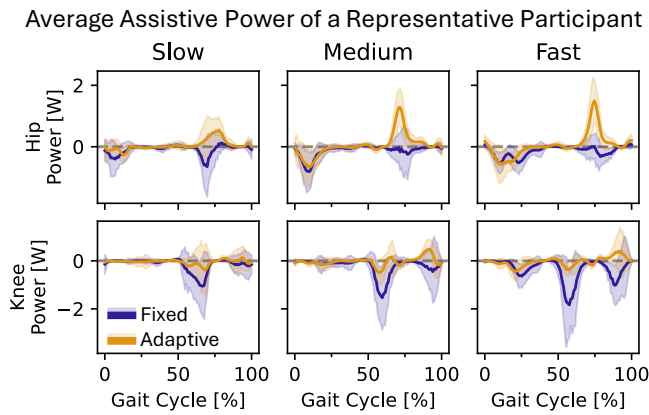 Average Assistive Power of a Representative Participant
Slow Medium Fast
Hip
Power [W]
2
0
Knee
Power [W]
0
−2
Fixed
Adaptive
0 50 100 0 50 100 0 50 100
Gait Cycle [%] Gait Cycle [%] Gait Cycle [%]